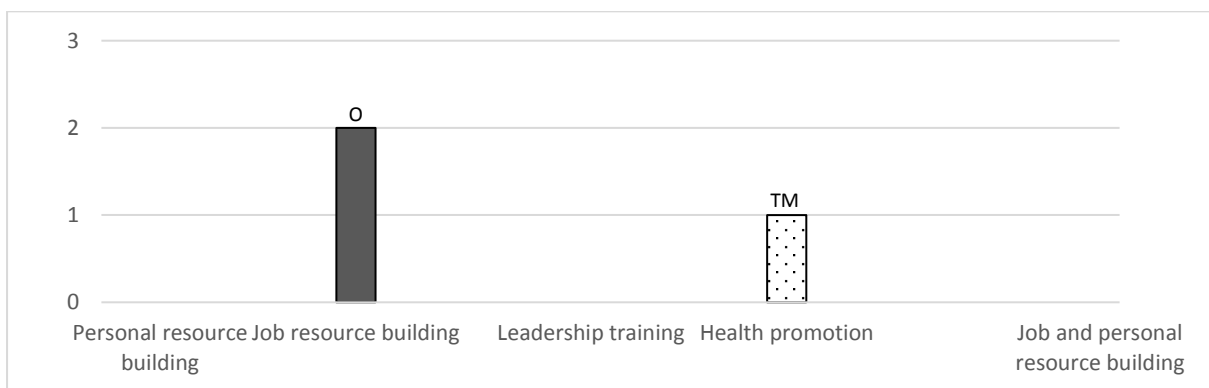 3
O
2
TM
1
0
Personal resource building
Job resource building
Leadership training
Health promotion
Job and personal resource building